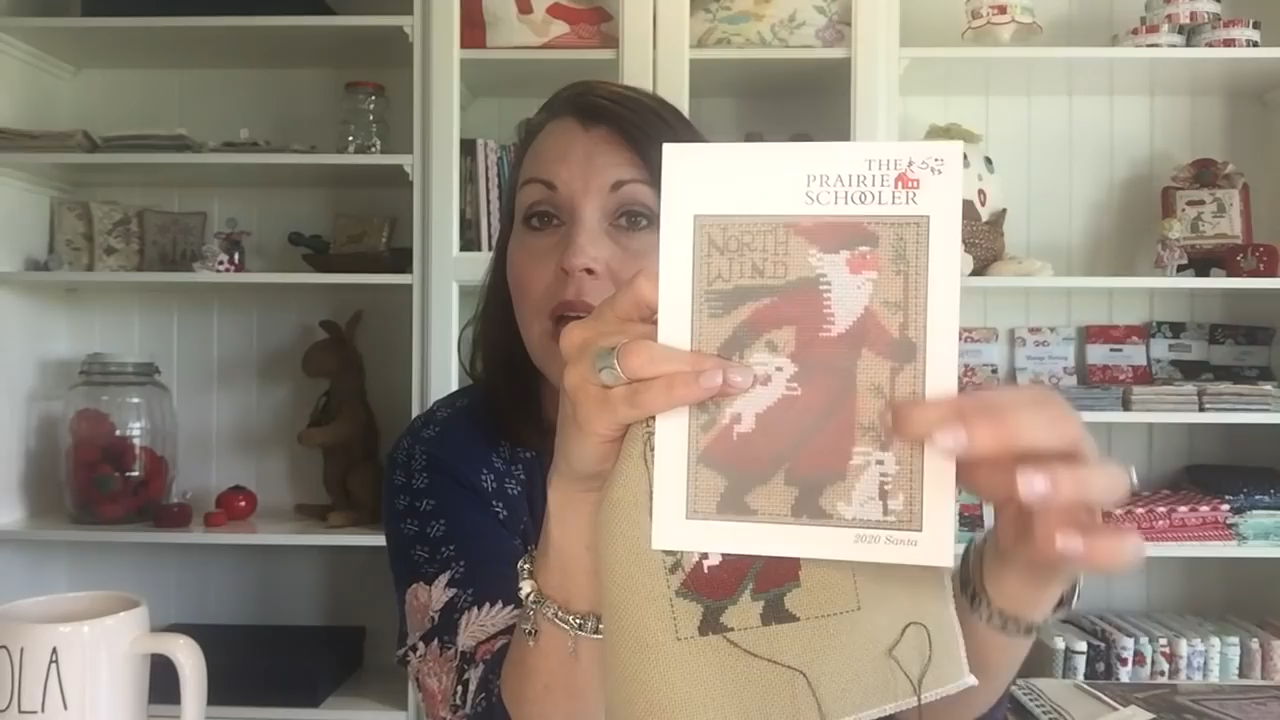 THE
PRAIRIE
SCHOOLER
NORTH
WIND
2020 Santa
OLA